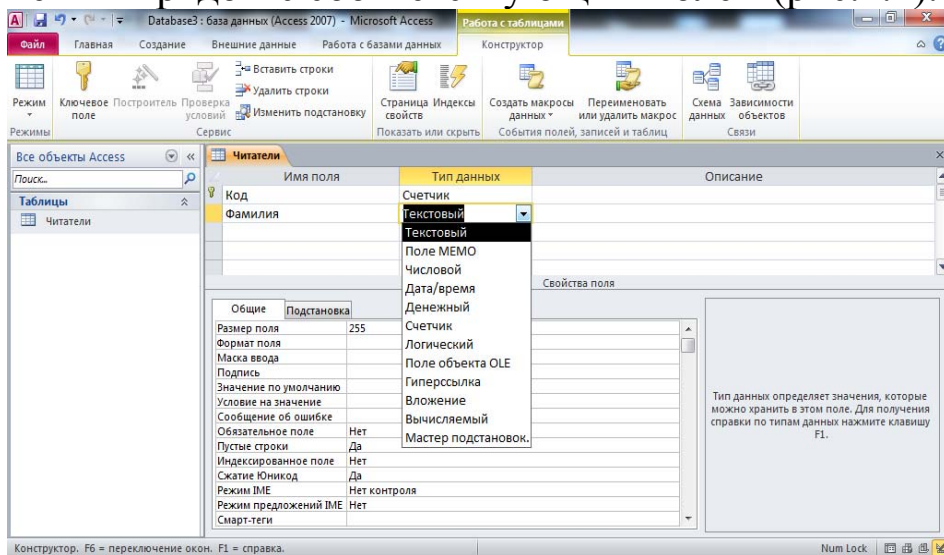 Database3 : база данных (Access 2007) - Microsoft Access
Работа с таблицами
Файл Главная Создание Внешние данные Работа с базами данных Конструктор
Режим
Ключевое поле
Построитель
Проверка условий
Вставить строки
Удалить строки
Изменить подстановку
Страница свойств
Индексы
Создать макросы данных
Переименовать или удалить макрос
Схема данных
Зависимости объектов
Режимы Сервис Показать или скрыть События полей, записей и таблиц Связи
Все объекты Access
Поиск...
Таблицы
Читатели
Читатели
Имя поля Тип данных Описание
Код Счетчик
Фамилия Текстовый
Текстовый
Поле МЕМО
Числовой
Дата/время
Денежный
Счетчик
Логический
Поле объекта OLE
Гиперссылка
Вложение
Вычисляемый
Мастер подстановок.
Свойства поля
Общие Подстановка
Размер поля 255
Формат поля
Маска ввода
Подпись
Значение по умолчанию
Условие на значение
Сообщение об ошибке
Обязательное поле Нет
Пустые строки Да
Индексированное поле Нет
Сжатие Юникод Да
Режим IME Нет контроля
Режим предложений IME Нет
Смарт-теги
Тип данных определяет значения, которые
можно хранить в этом поле. Для получения
справки по типам данных нажмите клавишу
F1.
Конструктор. F6 = переключение окон. F1 = справка. Num Lock